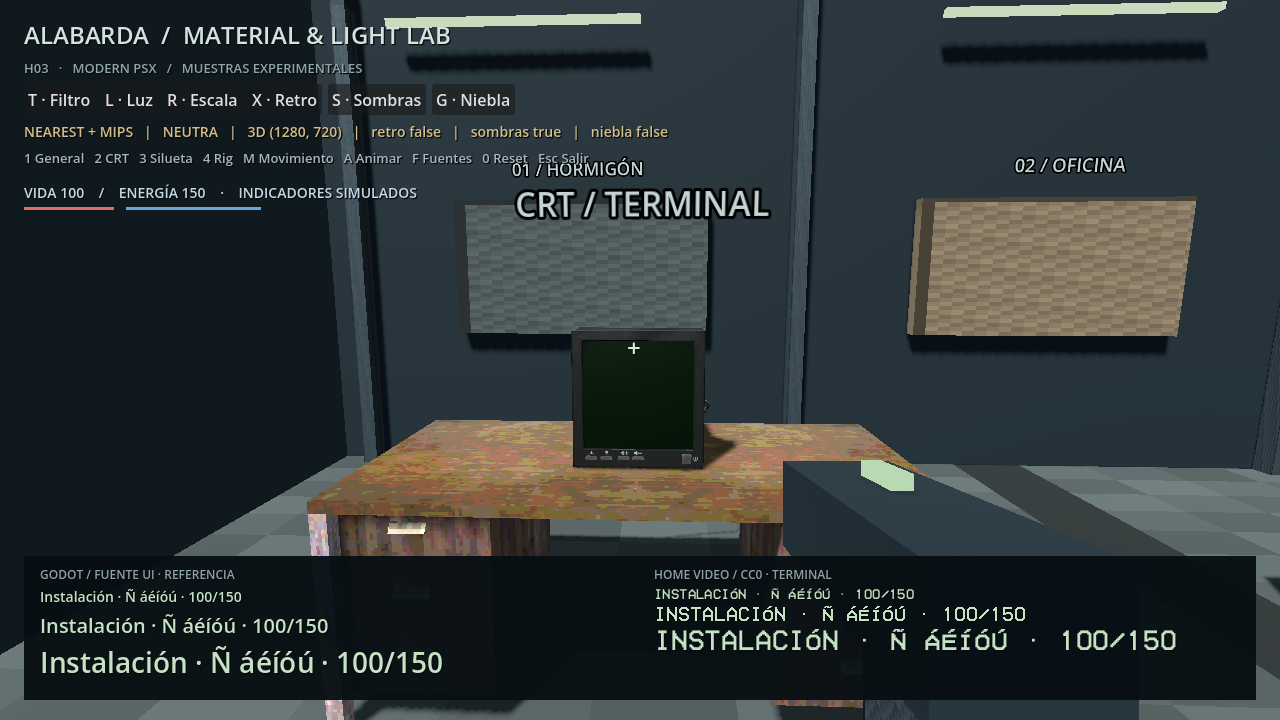 ALABARDA / MATERIAL & LIGHT LAB
H03 · MODERN PSX / MUESTRAS EXPERIMENTALES
T · Filtro L · Luz R · Escala X · Retro S · Sombras G · Niebla
NEAREST + MIPS | NEUTRA | 3D (1280, 720) | retro false | sombras true | niebla false
1 General 2 CRT 3 Silueta 4 Rig M Movimiento A Animar F Fuentes 0 Reset Esc Salir
01 / HORMIGÓN
02 / OFICINA
VIDA 100 / ENERGÍA 150 · INDICADORES SIMULADOS
CRT / TERMINAL
GODOT / FUENTE UI · REFERENCIA
Instalación · Ñ áéíóú · 100/150
Instalación · Ñ áéíóú · 100/150
Instalación · Ñ áéíóú · 100/150
HOME VIDEO / CC0 · TERMINAL
INSTALACIóN · Ñ ÁÉÍÓÚ · 100/150
INSTALACIóN · Ñ ÁÉÍÓÚ · 100/150
INSTALACIóN · Ñ ÁÉÍÓÚ · 100/150